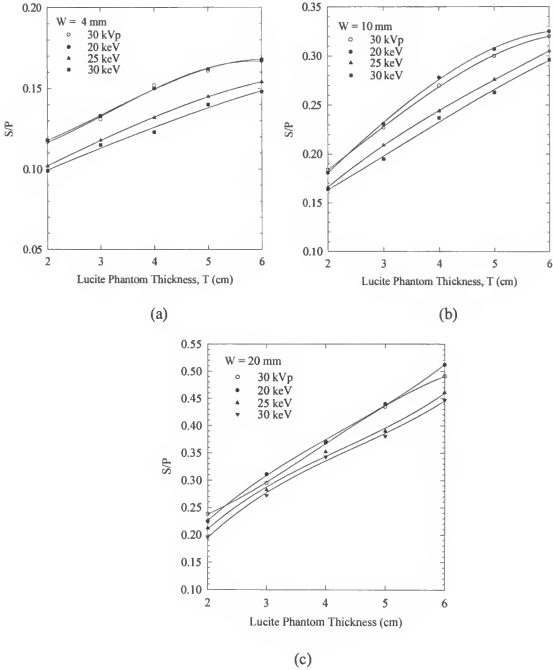 W = 4 mm
30 kVp
20 keV
25 keV
30 keV
0.20
0.15
0.10
0.05
S/P
2 3 4 5 6
Lucite Phantom Thickness, T (cm)
(a)
W = 10 mm
30 kVp
20 keV
25 keV
30 keV
0.35
0.30
0.25
0.20
0.15
0.10
S/P
2 3 4 5 6
Lucite Phantom Thickness, T (cm)
(b)
W = 20 mm
30 kVp
20 keV
25 keV
30 keV
0.55
0.50
0.45
0.40
0.35
0.30
0.25
0.20
0.15
0.10
S/P
2 3 4 5 6
Lucite Phantom Thickness (cm)
(c)